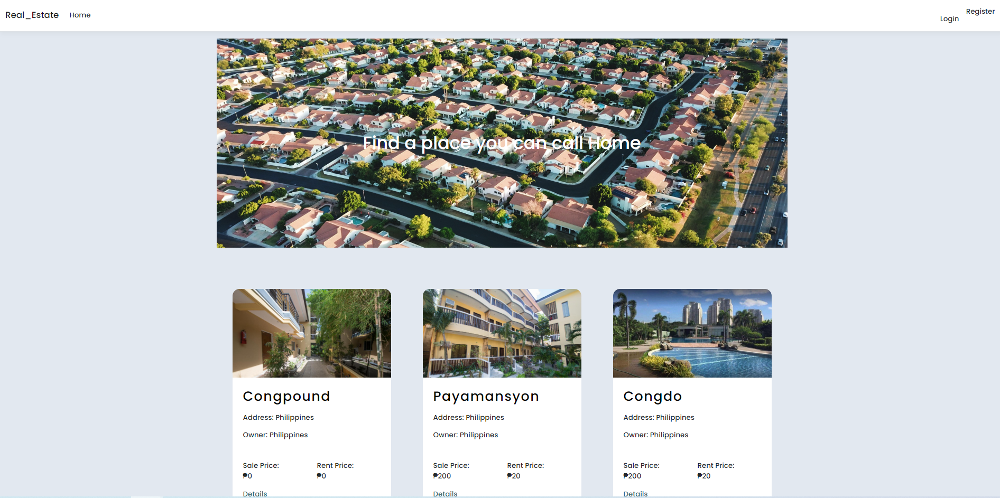 Real_Estate Home
Register
Login
Find a place you can call Home
Congpound
Address: Philippines
Owner: Philippines
Sale Price: Rent Price:
₱0 ₱0
Details
Payamansyon
Address: Philippines
Owner: Philippines
Sale Price: Rent Price:
₱200 ₱20
Details
Congdo
Address: Philippines
Owner: Philippines
Sale Price: Rent Price:
₱200 ₱20
Details